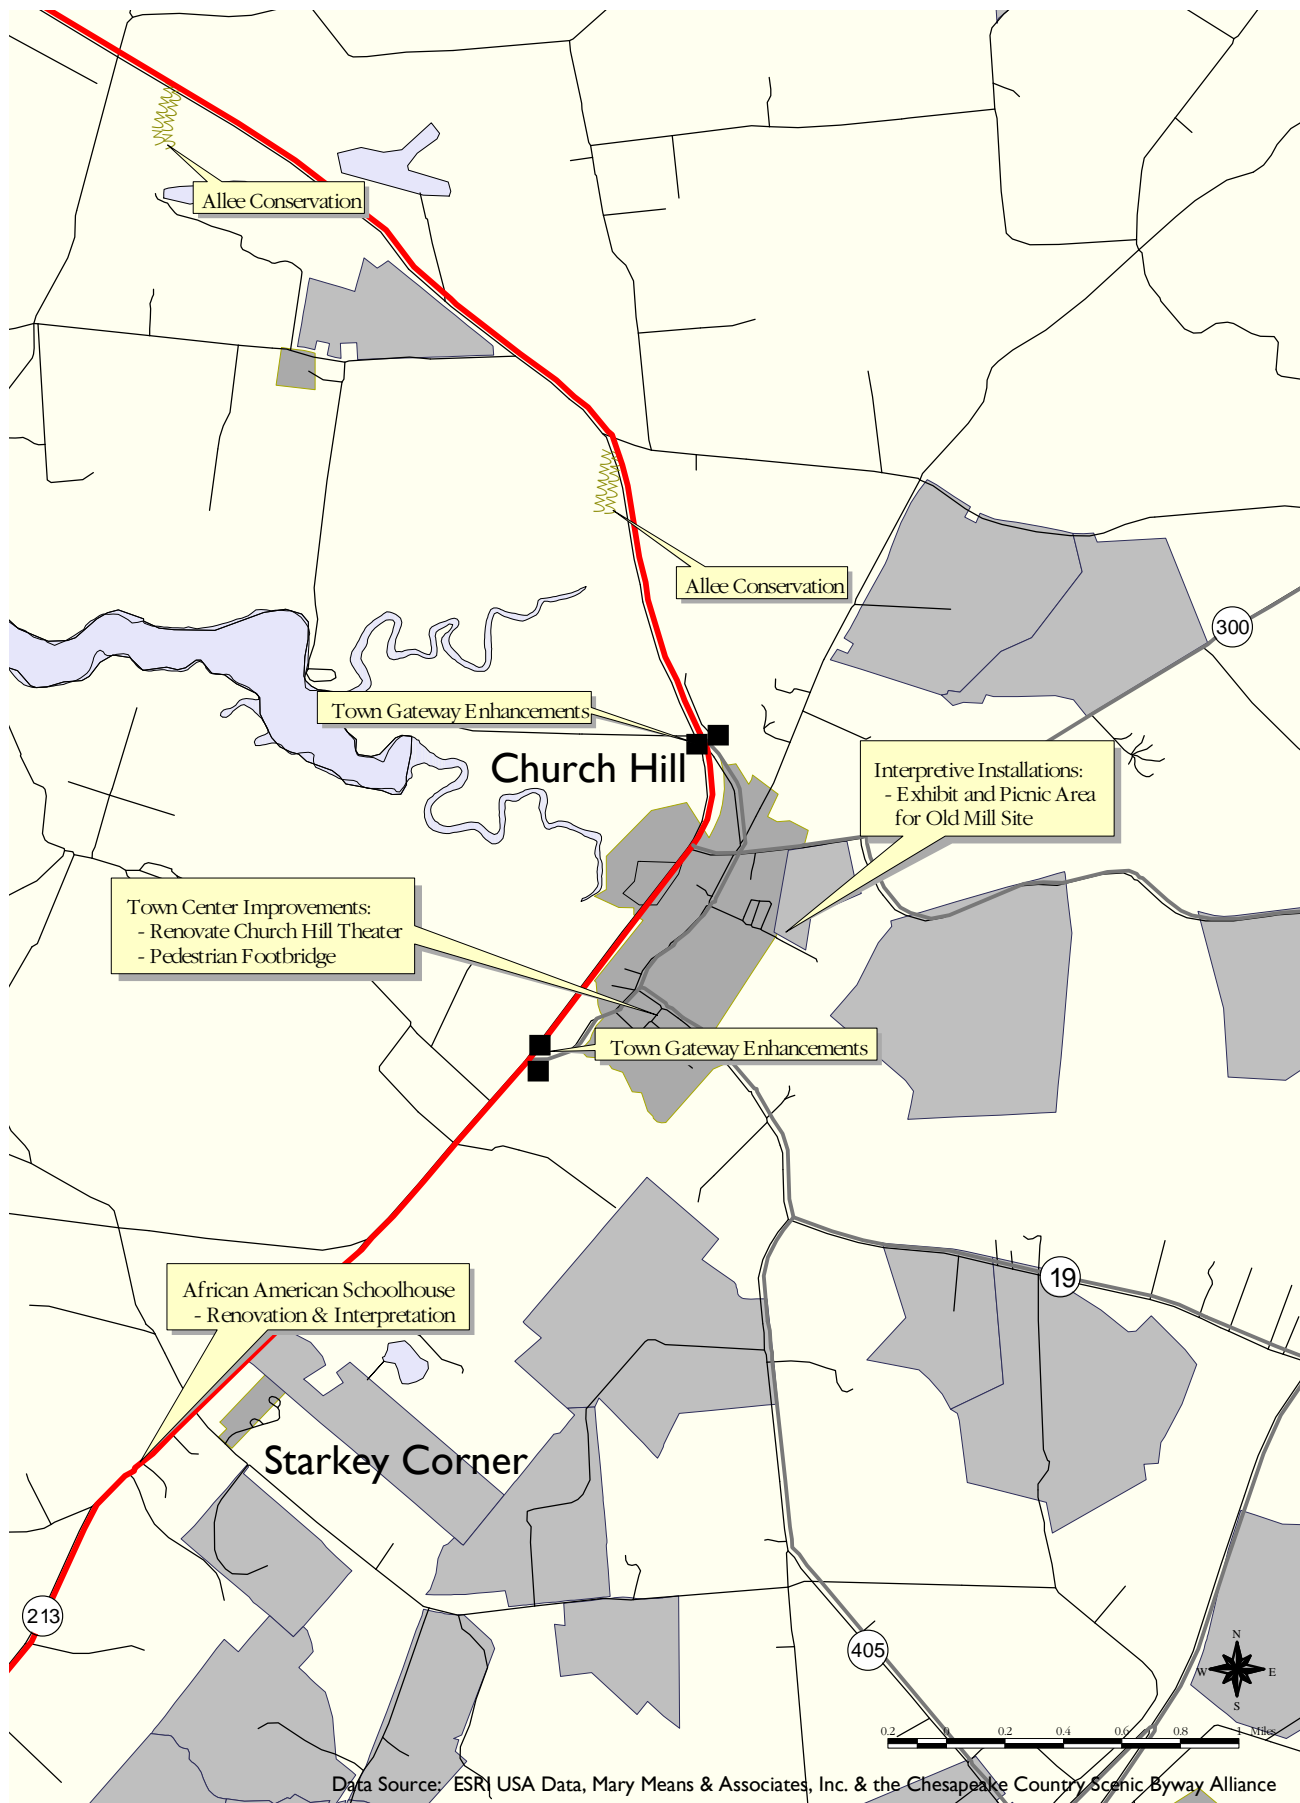 Allee Conservation
Allee Conservation
300
Town Gateway Enhancements
Church Hill
Interpretive Installations:
- Exhibit and Picnic Area
for Old Mill Site
Town Center Improvements:
- Renovate Church Hill Theater
- Pedestrian Footbridge
Town Gateway Enhancements
19
African American Schoolhouse
- Renovation & Interpretation
Starkey Corner
213
405
N
W E
S
0.2 0 0.2 0.4 0.6 0.8 1 Miles
Data Source: ESRI USA Data, Mary Means & Associates, Inc. & the Chesapeake Country Scenic Byway Alliance